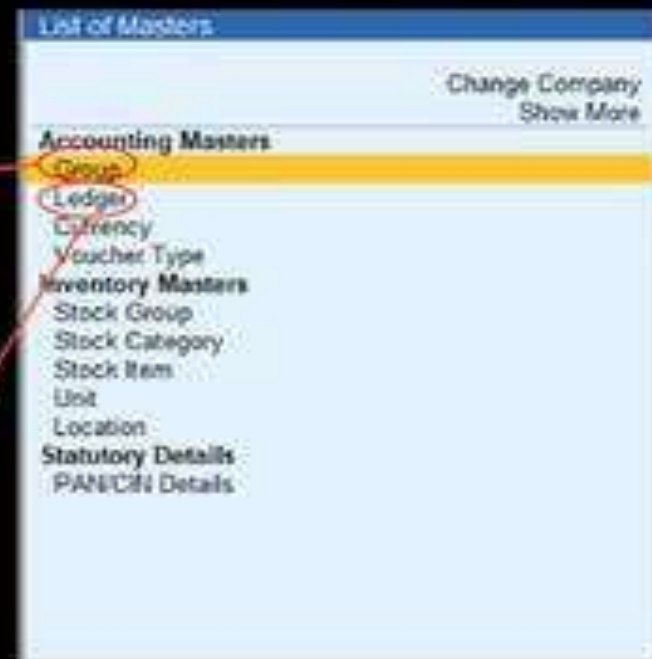 List of Masters
Change Company
Show More
Accounting Masters
Group
Ledger
Currency
Voucher Type
Inventory Masters
Stock Group
Stock Category
Stock Item
Unit
Location
Statutory Details
PAN/CIN Details